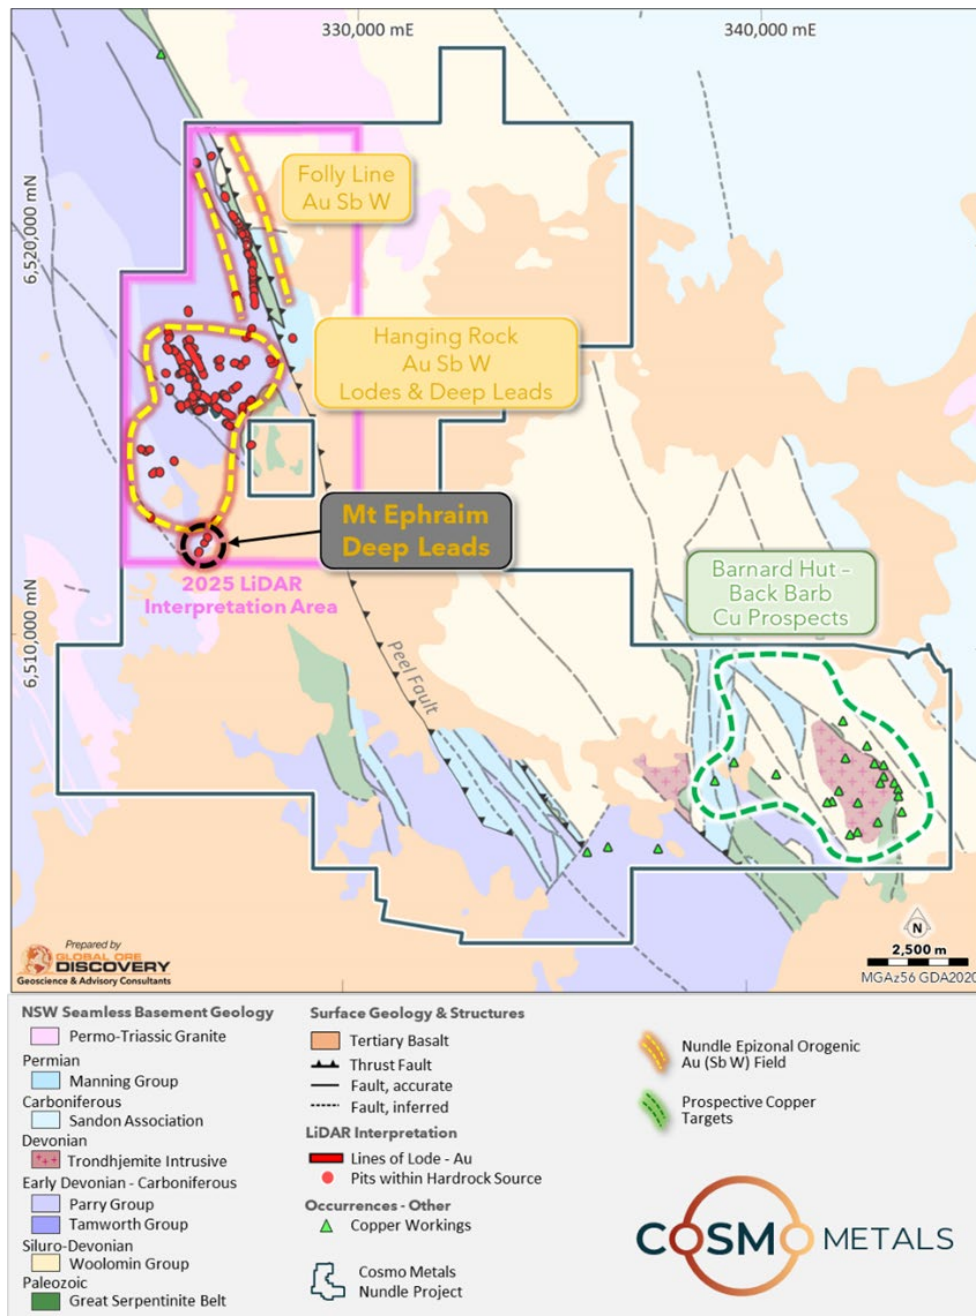 330,000 mE
340,000 mE
6,520,000 mN
Folly Line
Au Sb W
Hanging Rock
Au Sb W
Lodes & Deep Leads
Mt Ephraim
Deep Leads
2025 LiDAR
Interpretation Area
Barnard Hut –
Back Barb
Cu Prospects
6,510,000 mN
Peel Fault
N
2,500 m
MGAz56 GDA2020
Prepared by
GLOBAL ORE
DISCOVERY
Geoscience & Advisory Consultants
NSW Seamless Basement Geology
Permo-Triassic Granite
Permian
Manning Group
Carboniferous
Sandon Association
Devonian
Trondhjemite Intrusive
Early Devonian - Carboniferous
Parry Group
Tamworth Group
Siluro-Devonian
Woolomin Group
Paleozoic
Great Serpentinite Belt
Surface Geology & Structures
Tertiary Basalt
Thrust Fault
Fault, accurate
Fault, inferred
LiDAR Interpretation
Lines of Lode - Au
Pits within Hardrock Source
Occurrences - Other
Copper Workings
Cosmo Metals
Nundle Project
Nundle Epizonal Orogenic
Au (Sb W) Field
Prospective Copper
Targets
COSMO METALS